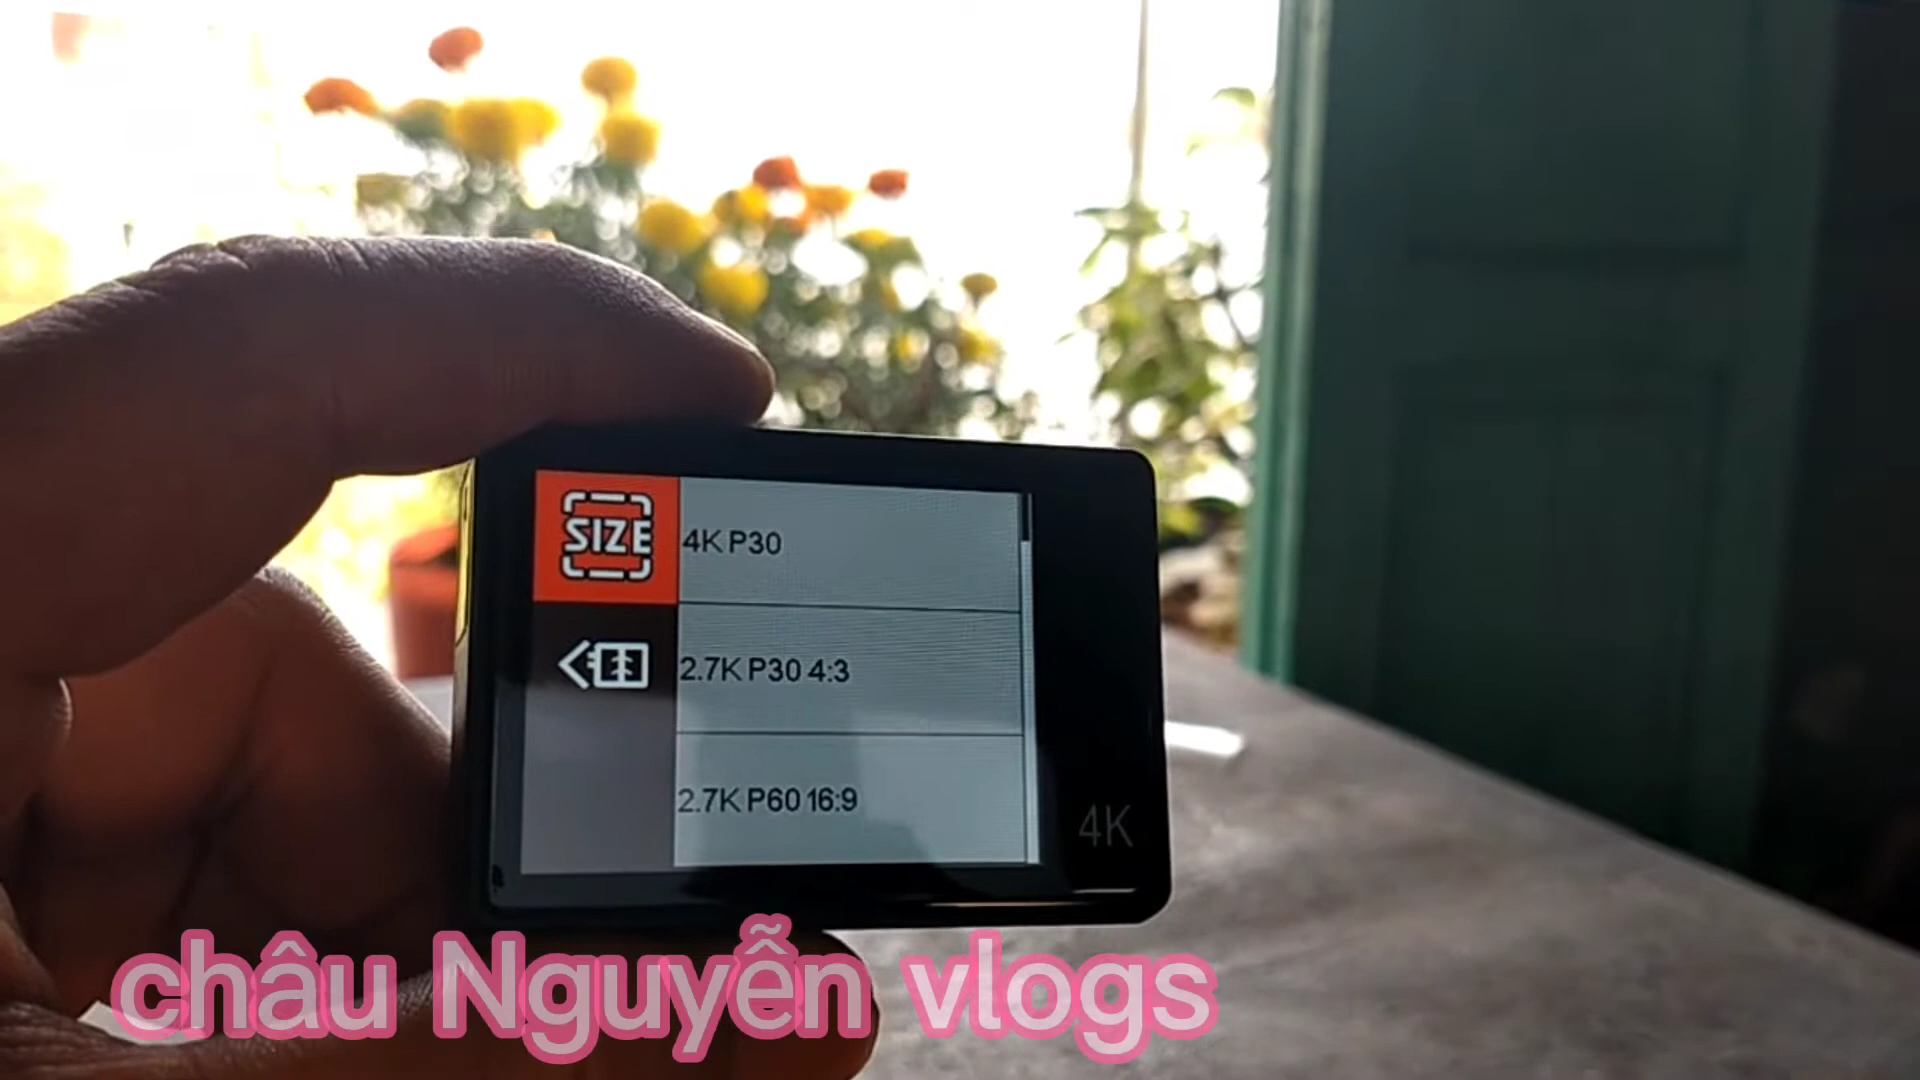 SIZE
4K P30
2.7K P30 4:3
2.7K P60 16:9
4K
châu Nguyễn vlogs